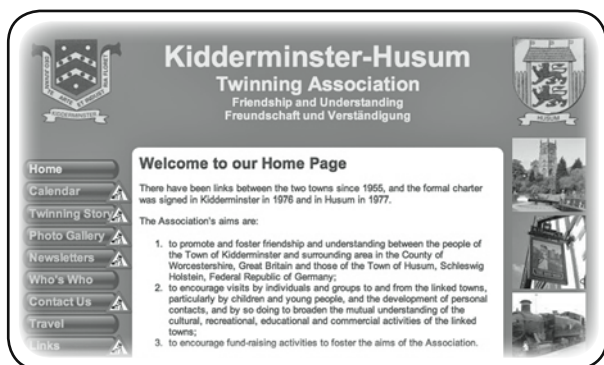 Kidderminster-Husum
Twinning Association
Friendship and Understanding
Freundschaft und Verständigung
KIDDERMINSTER
HUSUM
Home
Calendar
Twinning Story
Photo Gallery
Newsletters
Who's Who
Contact Us
Travel
Links
Welcome to our Home Page
There have been links between the two towns since 1955, and the formal charter
was signed in Kidderminster in 1976 and in Husum in 1977.
The Association's aims are:
1. to promote and foster friendship and understanding between the people of
the Town of Kidderminster and surrounding area in the County of
Worcestershire, Great Britain and those of the Town of Husum, Schleswig
Holstein, Federal Republic of Germany;
2. to encourage visits by individuals and groups to and from the linked towns,
particularly by children and young people, and the development of personal
contacts, and by so doing to broaden the mutual understanding of the
cultural, recreational, educational and commercial activities of the linked
towns;
3. to encourage fund-raising activities to foster the aims of the Association.